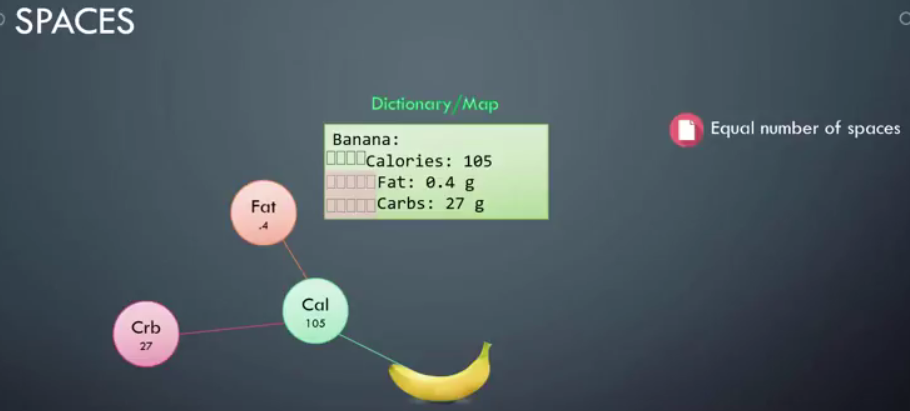 SPACES
Dictionary/Map
Banana:
Calories: 105
Fat: 0.4 g
Carbs: 27 g
Equal number of spaces
Fat
.4
Cal
105
Crb
27